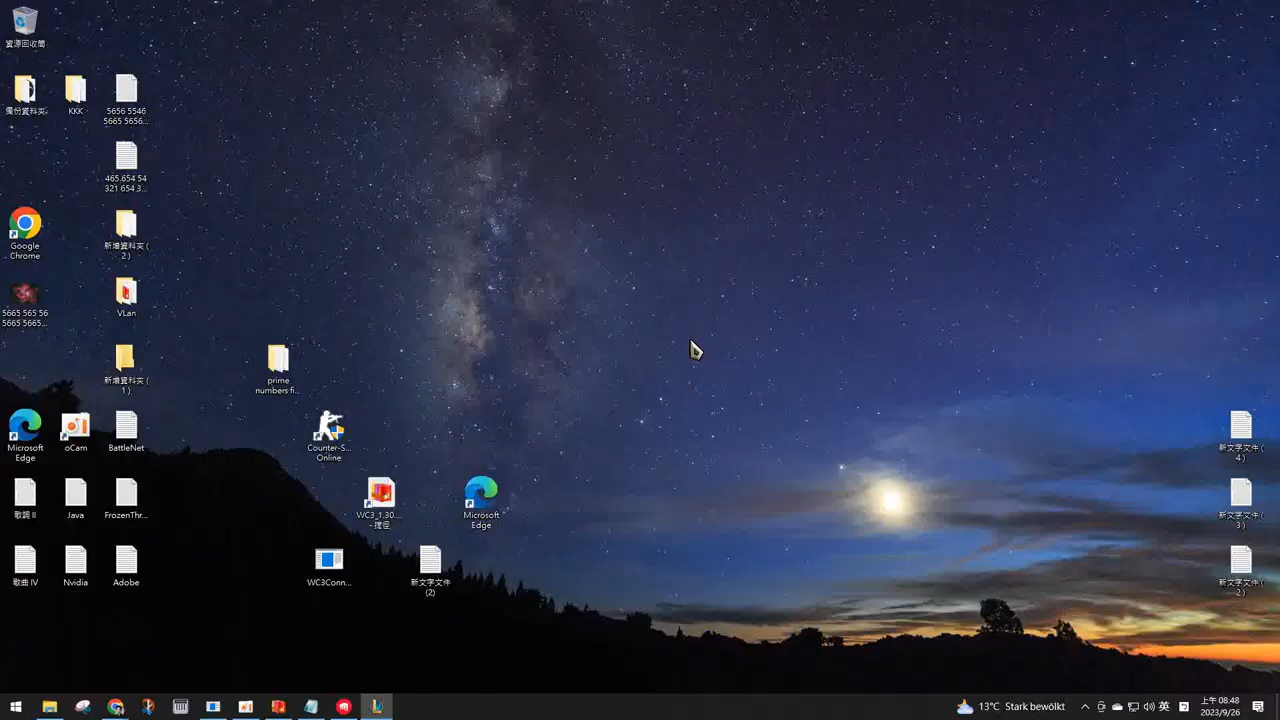 資源回收筒
備份資料夾
KKK
5656 5546
5665 5656...
465.654 54
321 654 3...
Google
Chrome
新增資料夾 (
2 )
5665 565 56
5665 5665...
VLan
新增資料夾 (
1 )
prime
numbers fi...
Microsoft
Edge
oCam
BattleNet
Counter-S...
Online
新文字文件 (
4 )
歌詞 II
Java
FrozenThr...
WC3_1.30....
- 捷徑
Microsoft
Edge
新文字文件 (
3 )
歌曲 IV
Nvidia
Adobe
WC3Conn...
新文字文件
(2)
新文字文件 (
2 )
13°C Stark bewölkt
英
上午 08:48
2023/9/26